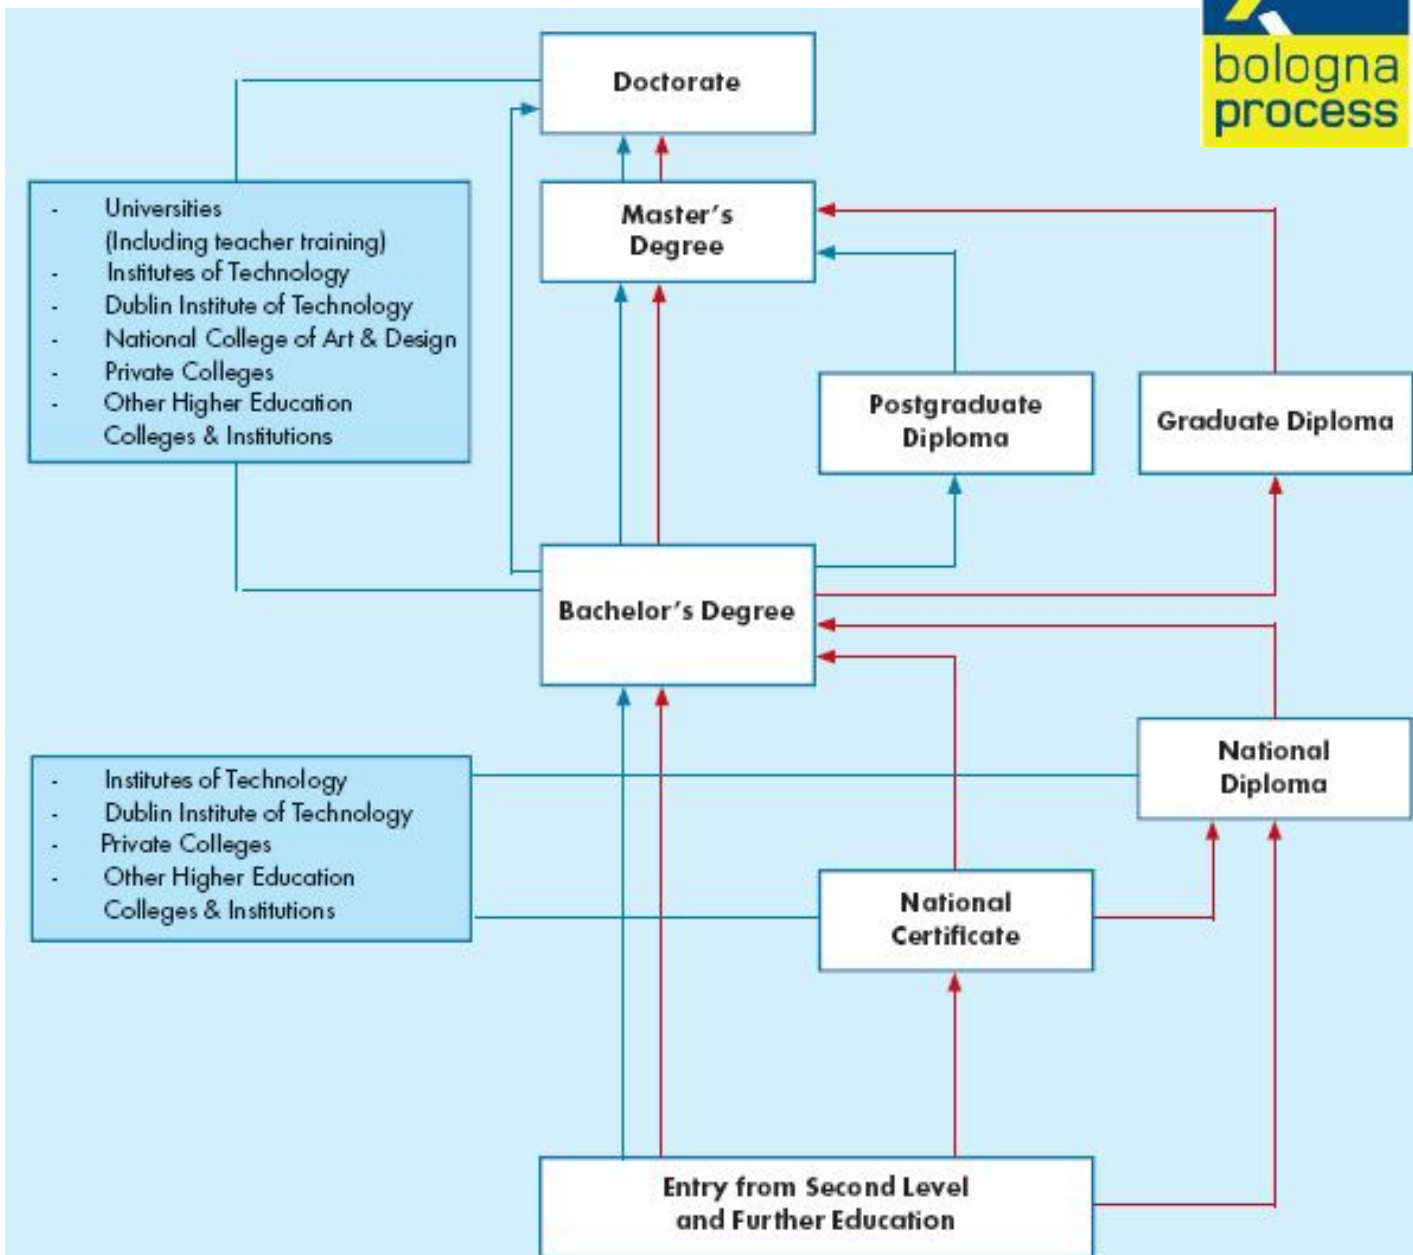 bologna
process
Doctorate
Master's
Degree
- Universities
(Including teacher training)
- Institutes of Technology
- Dublin Institute of Technology
- National College of Art & Design
- Private Colleges
- Other Higher Education
Colleges & Institutions
Postgraduate
Diploma
Graduate Diploma
Bachelor's Degree
National
Diploma
- Institutes of Technology
- Dublin Institute of Technology
- Private Colleges
- Other Higher Education
Colleges & Institutions
National
Certificate
Entry from Second Level
and Further Education